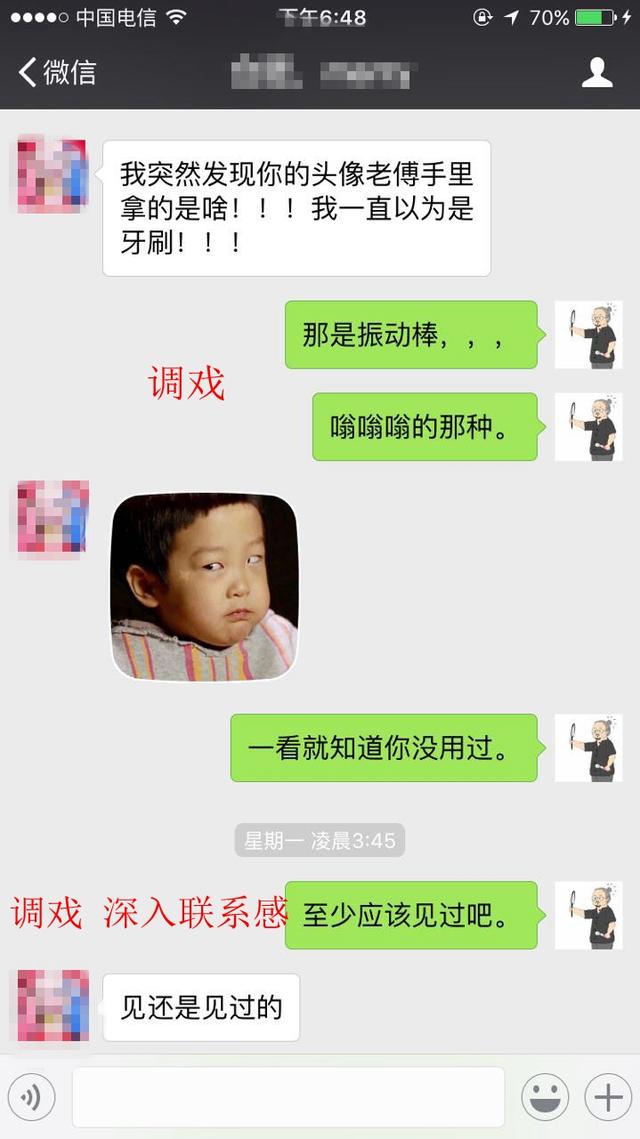 中国电信
下午6:48
70%
微信
我突然发现你的头像老傅手里
拿的是啥！！！我一直以为是
牙刷！！！
那是振动棒，，，
调戏
嗡嗡嗡的那种。
一看就知道你没用过。
星期一 凌晨3:45
调戏 深入联系感
至少应该见过吧。
见还是见过的